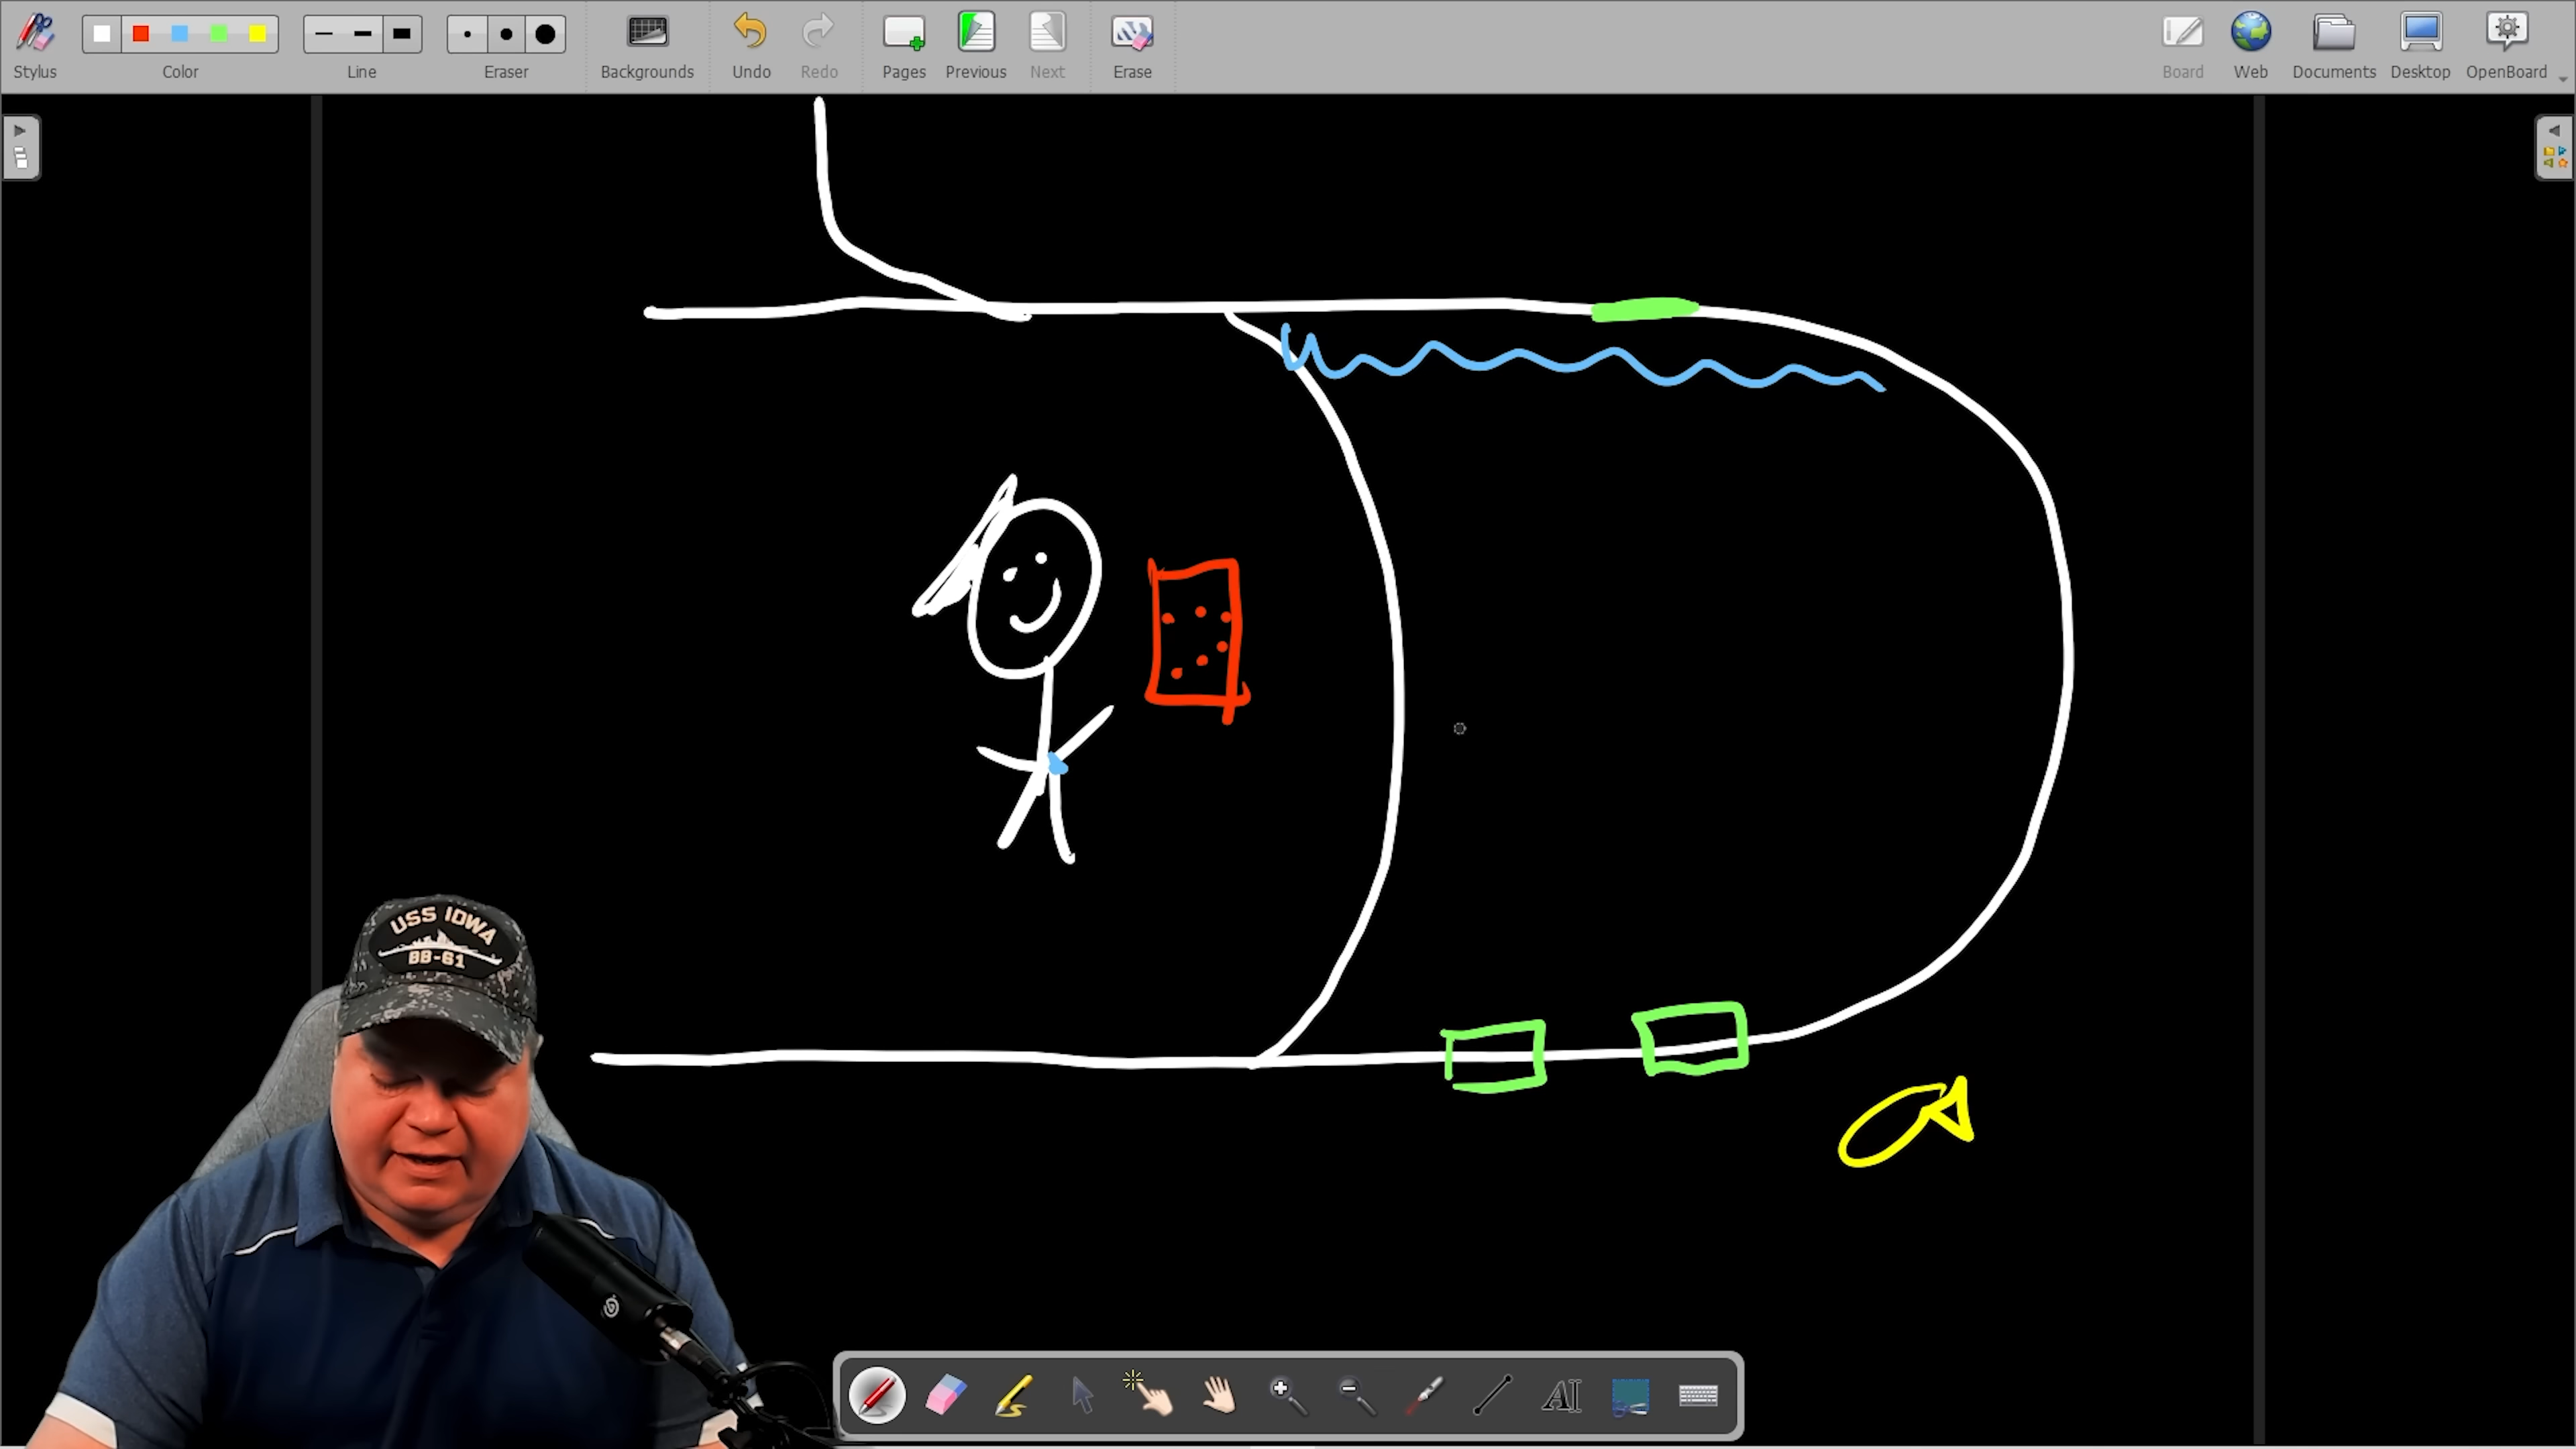 Stylus
Color
Line
Eraser
Backgrounds
Undo
Redo
Pages
Previous
Next
Erase
Board
Web
Documents
Desktop
OpenBoard
USS IOWA
BB-61
AI